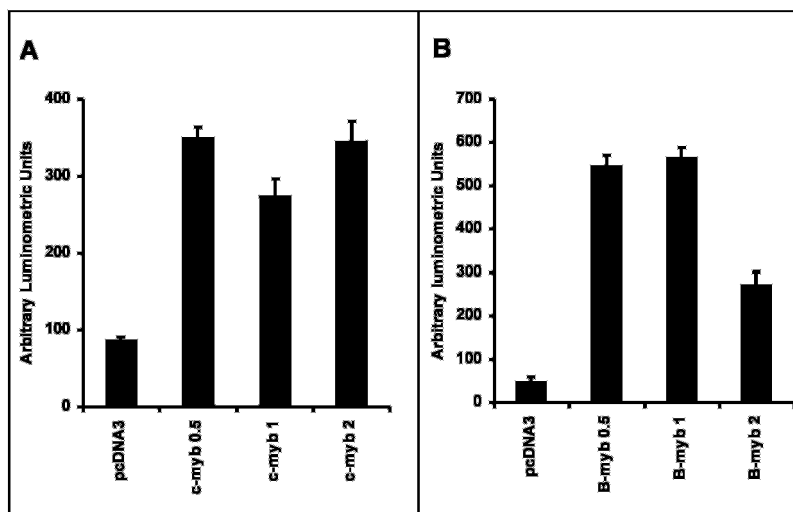 A
Arbitrary Luminometric Units
400
300
200
100
0
pcDNA3
c-myb 0.5
c-myb 1
c-myb 2
B
Arbitrary luminometric Units
700
600
500
400
300
200
100
0
pcDNA3
B-myb 0.5
B-myb 1
B-myb 2